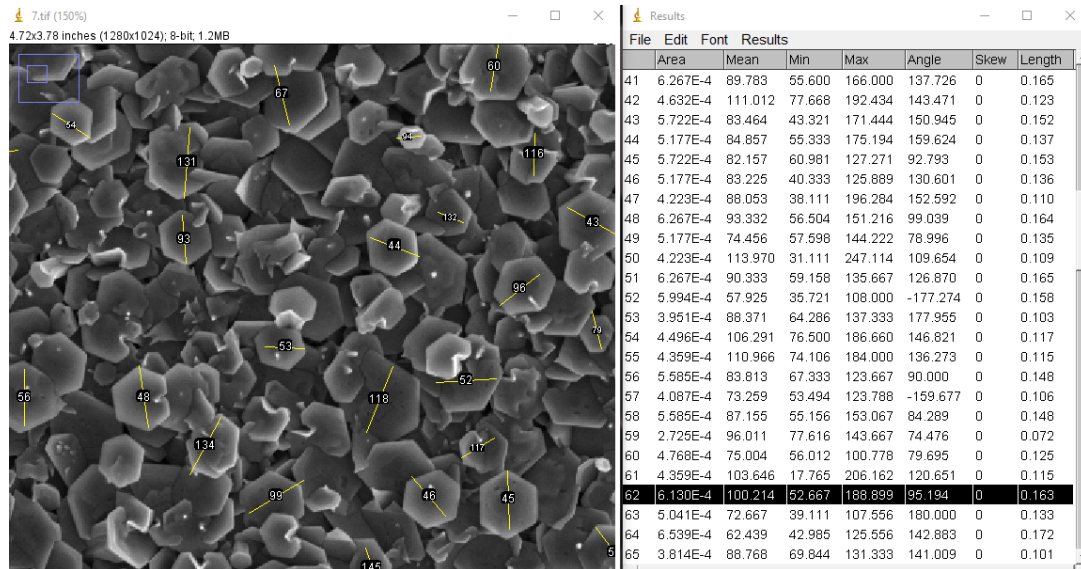 7.tif (150%)
4.72x3.78 inches (1280x1024); 8-bit; 1.2MB
60
67
54
94
131
116
132
43
93
44
96
79
53
52
56
48
118
134
117
99
46
45
5
145
Results
File Edit Font Results
Area Mean Min Max Angle Skew Length
41 6.267E-4 89.783 55.600 166.000 137.726 0 0.165
42 4.632E-4 111.012 77.668 192.434 143.471 0 0.123
43 5.722E-4 83.464 43.321 171.444 150.945 0 0.152
44 5.177E-4 84.857 55.333 175.194 159.624 0 0.137
45 5.722E-4 82.157 60.981 127.271 92.793 0 0.153
46 5.177E-4 83.225 40.333 125.889 130.601 0 0.136
47 4.223E-4 88.053 38.111 196.284 152.592 0 0.110
48 6.267E-4 93.332 56.504 151.216 99.039 0 0.164
49 5.177E-4 74.456 57.598 144.222 78.996 0 0.135
50 4.223E-4 113.970 31.111 247.114 109.654 0 0.109
51 6.267E-4 90.333 59.158 135.667 126.870 0 0.165
52 5.994E-4 57.925 35.721 108.000 -177.274 0 0.158
53 3.951E-4 88.371 64.286 137.333 177.955 0 0.103
54 4.496E-4 106.291 76.500 186.660 146.821 0 0.117
55 4.359E-4 110.966 74.106 184.000 136.273 0 0.115
56 5.585E-4 83.813 67.333 123.667 90.000 0 0.148
57 4.087E-4 73.259 53.494 123.788 -159.677 0 0.106
58 5.585E-4 87.155 55.156 153.067 84.289 0 0.148
59 2.725E-4 96.011 77.616 143.667 74.476 0 0.072
60 4.768E-4 75.004 56.012 100.778 79.695 0 0.125
61 4.359E-4 103.646 17.765 206.162 120.651 0 0.115
62 6.130E-4 100.214 52.667 188.899 95.194 0 0.163
63 5.041E-4 72.667 39.111 107.556 180.000 0 0.133
64 6.539E-4 62.439 42.985 125.556 142.883 0 0.172
65 3.814E-4 88.768 69.844 131.333 141.009 0 0.101